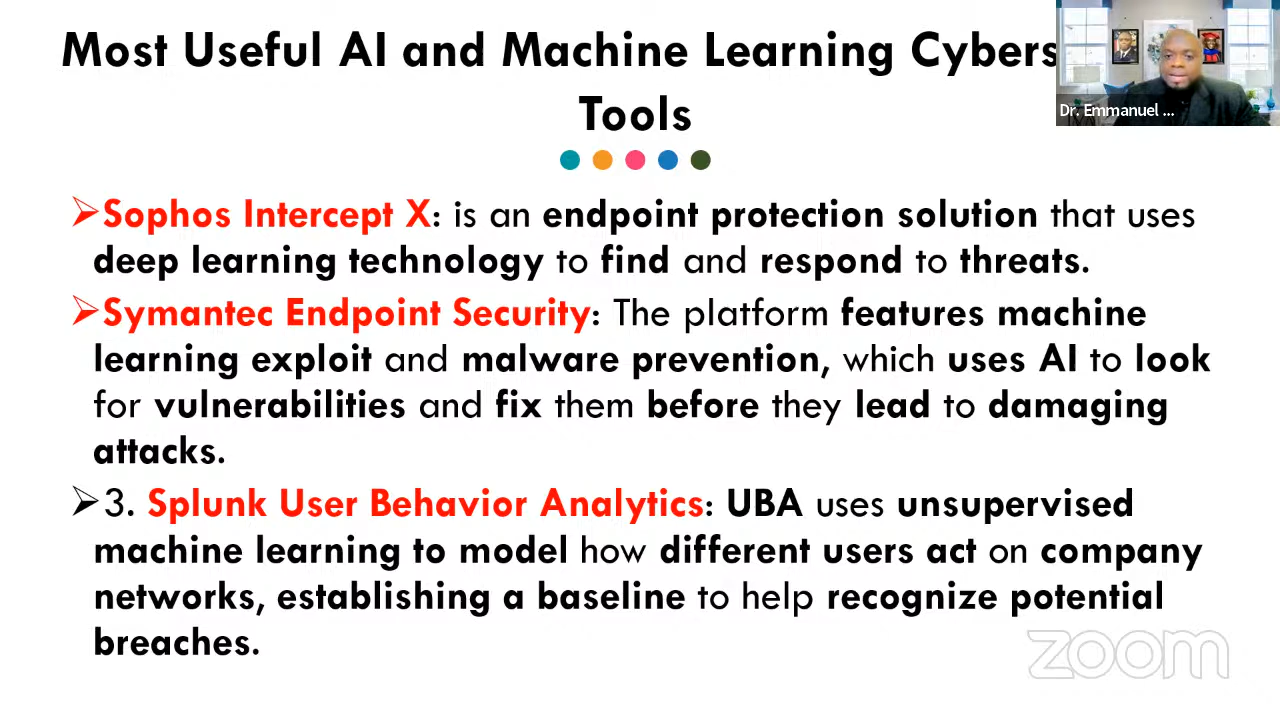 Most Useful AI and Machine Learning Cybers
Tools
Dr. Emmanuel ...
➢Sophos Intercept X: is an endpoint protection solution that uses
deep learning technology to find and respond to threats.
➢Symantec Endpoint Security: The platform features machine
learning exploit and malware prevention, which uses AI to look
for vulnerabilities and fix them before they lead to damaging
attacks.
➢3. Splunk User Behavior Analytics: UBA uses unsupervised
machine learning to model how different users act on company
networks, establishing a baseline to help recognize potential
breaches.
zoom